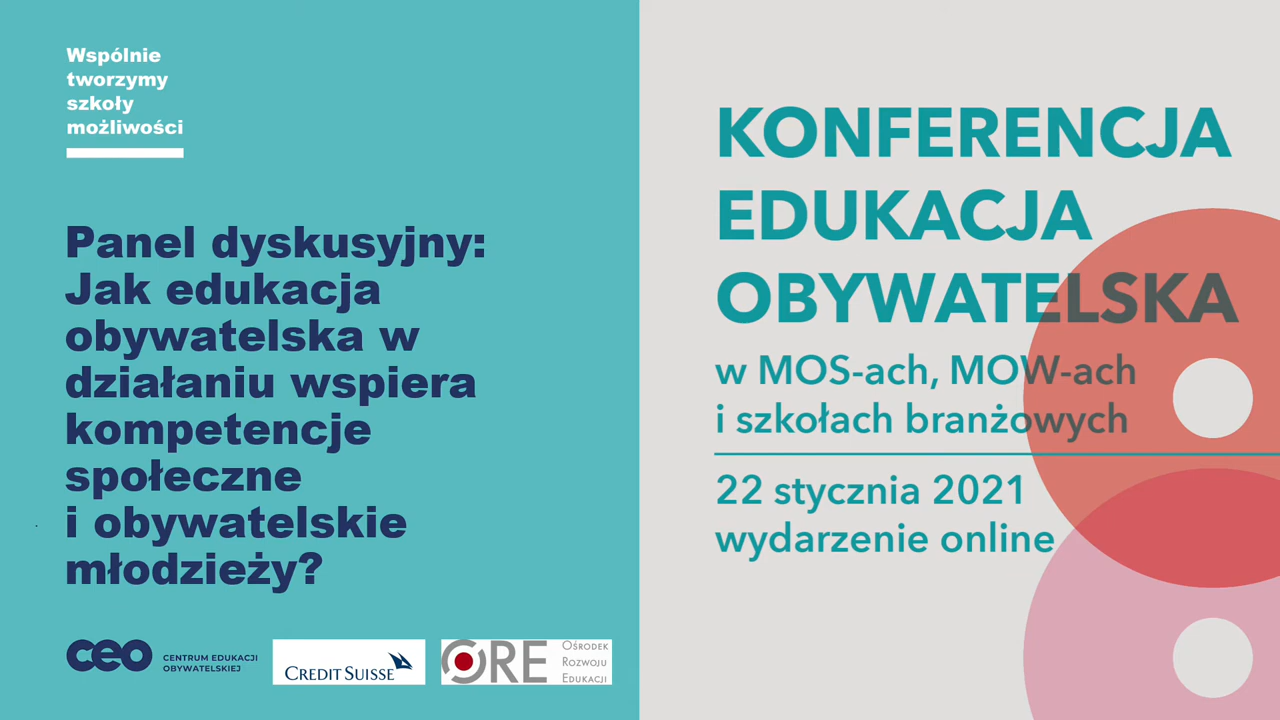 Wspólnie
tworzymy
szkoły
możliwości
Panel dyskusyjny:
Jak edukacja
obywatelska w
działaniu wspiera
kompetencje
społeczne
i obywatelskie
młodzieży?
ceo CENTRUM EDUKACJI
OBYWATELSKIEJ
CREDIT SUISSE
ORE
OŚRODEK
ROZWOJU
EDUKACJI
KONFERENCJA
EDUKACJA
OBYWATELSKA
w MOS-ach, MOW-ach
i szkołach branżowych
22 stycznia 2021
wydarzenie online